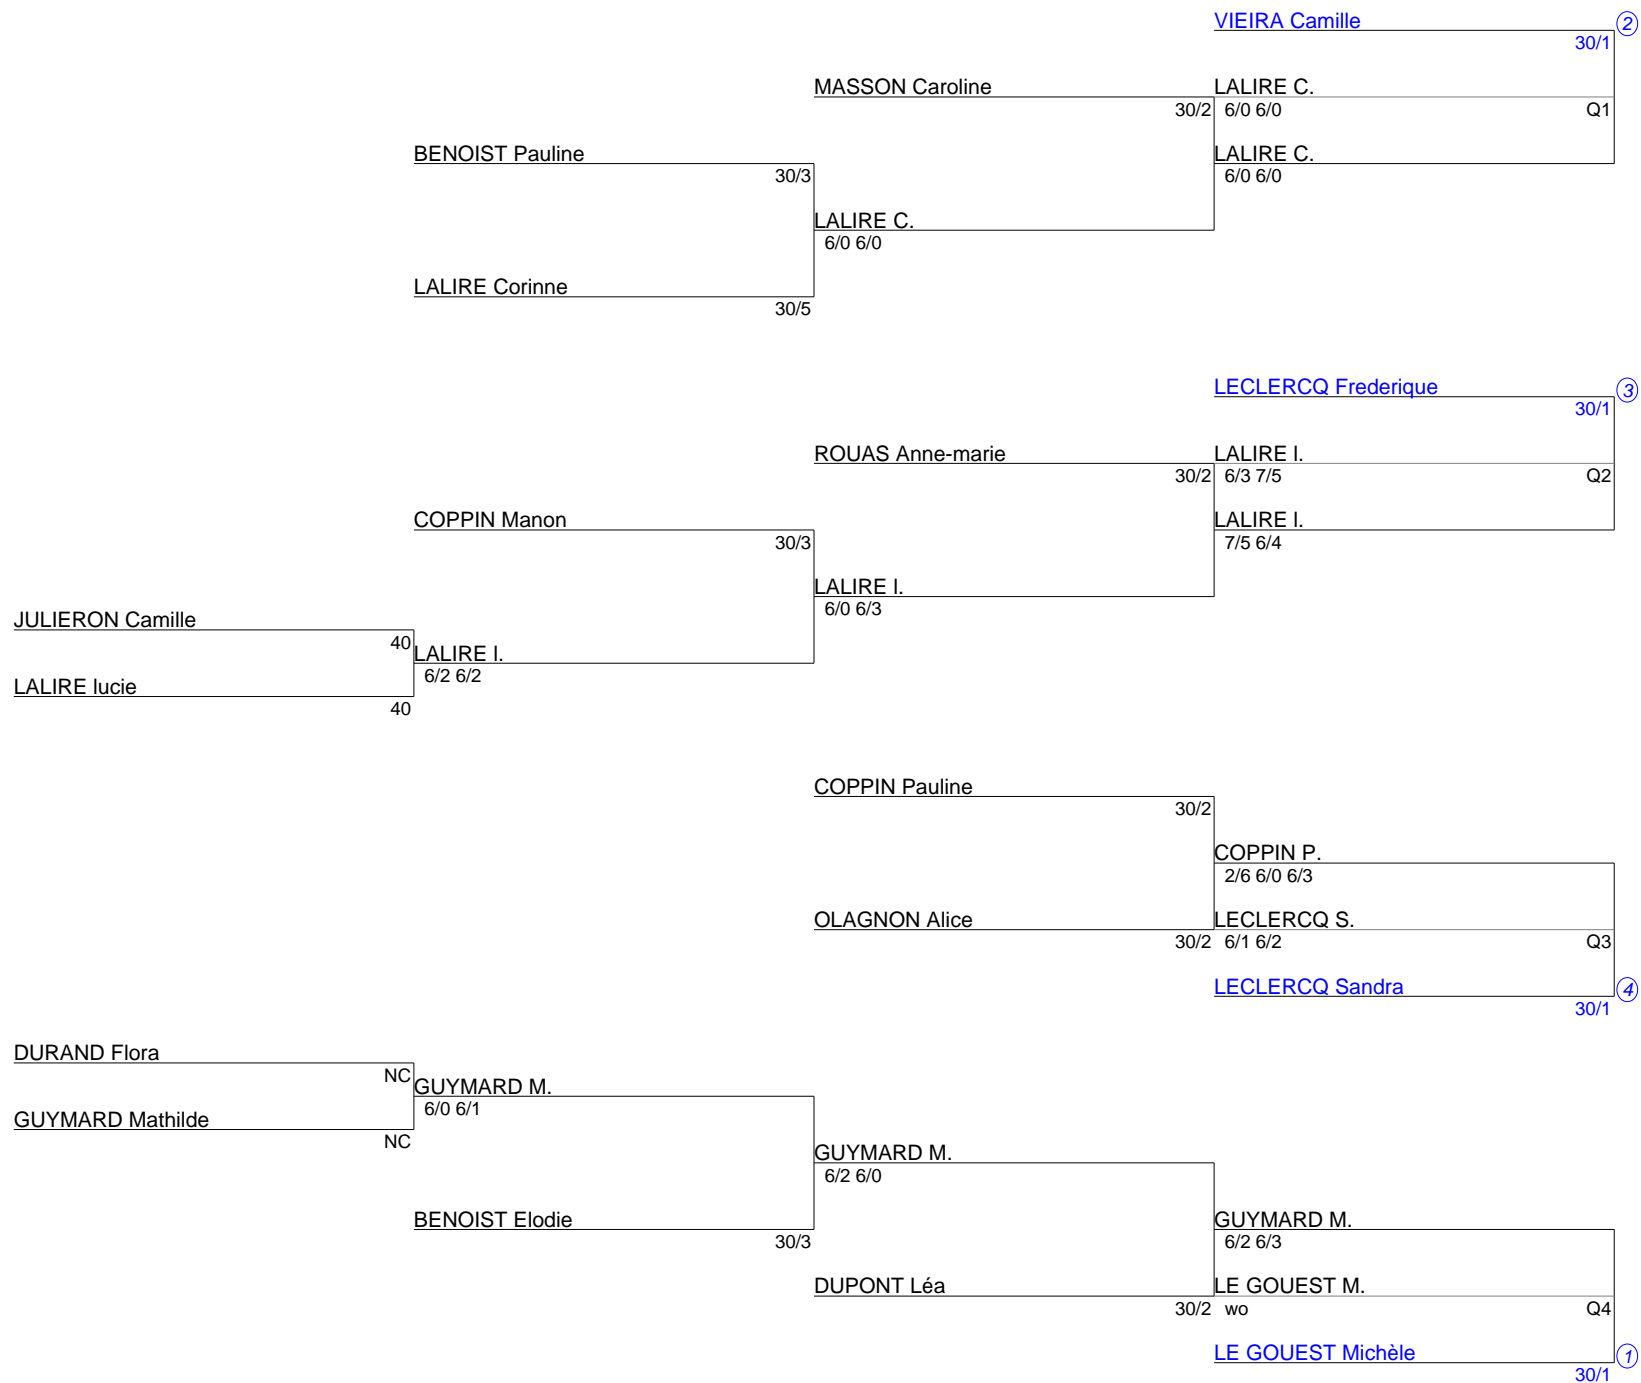 VIEIRA Camille
2
30/1
MASSON Caroline
LALIRE C.
30/2
6/0 6/0
Q1
BENOIST Pauline
LALIRE C.
30/3
6/0 6/0
LALIRE C.
6/0 6/0
LALIRE Corinne
30/5
LECLERCQ Frederique
3
30/1
ROUAS Anne-marie
LALIRE l.
30/2
6/3 7/5
Q2
COPPIN Manon
LALIRE l.
30/3
7/5 6/4
LALIRE l.
6/0 6/3
JULIERON Camille
40
LALIRE l.
6/2 6/2
LALIRE lucie
40
COPPIN Pauline
30/2
COPPIN P.
2/6 6/0 6/3
OLAGNON Alice
LECLERCQ S.
30/2
6/1 6/2
Q3
LECLERCQ Sandra
4
30/1
DURAND Flora
NC
GUYMARD M.
6/0 6/1
GUYMARD Mathilde
NC
GUYMARD M.
6/2 6/0
BENOIST Elodie
GUYMARD M.
30/3
6/2 6/3
DUPONT Léa
LE GOUEST M.
30/2
wo
Q4
LE GOUEST Michèle
1
30/1